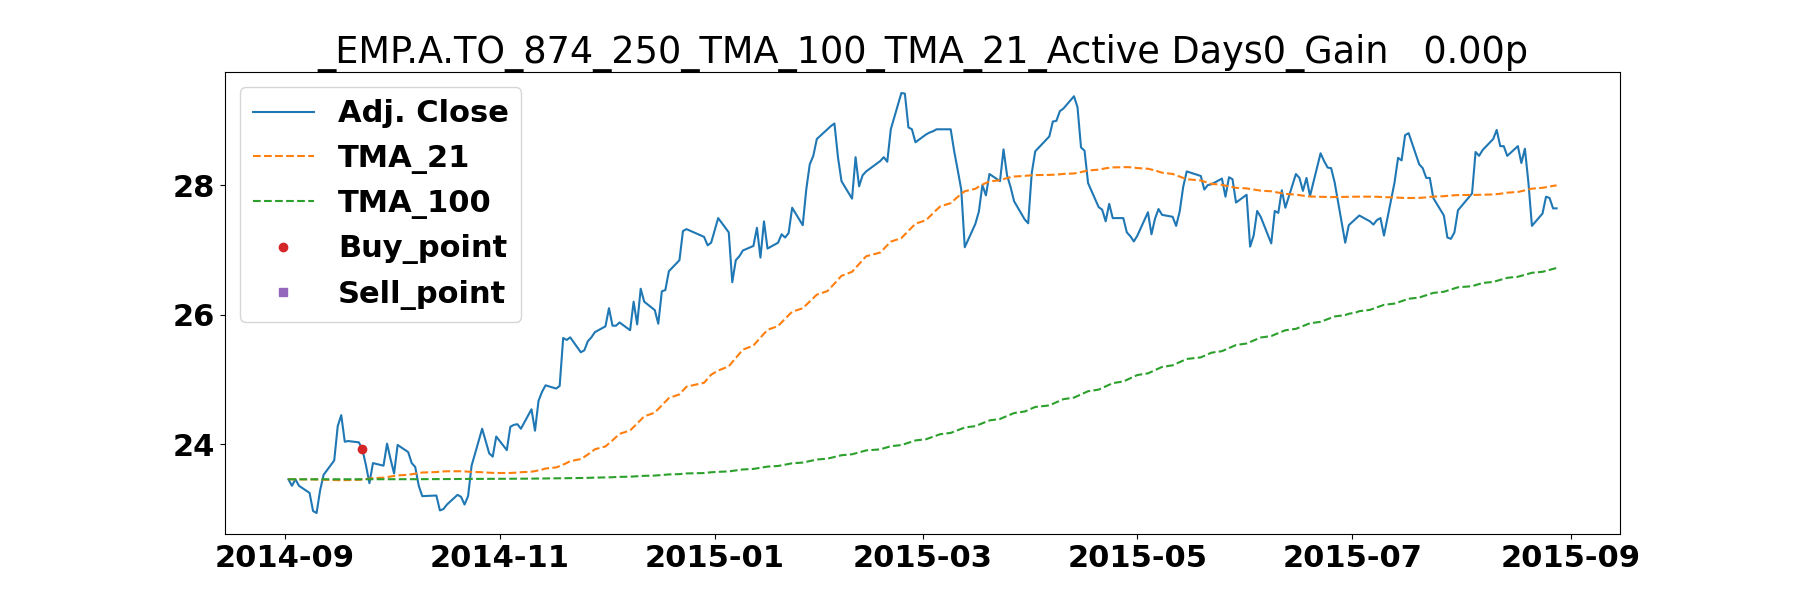 _EMP.A.TO_874_250_TMA_100_TMA_21_Active Days0_Gain   0.00p
Adj. Close
TMA_21
TMA_100
Buy_point
Sell_point
28
26
24
2014-09 2014-11 2015-01 2015-03 2015-05 2015-07 2015-09